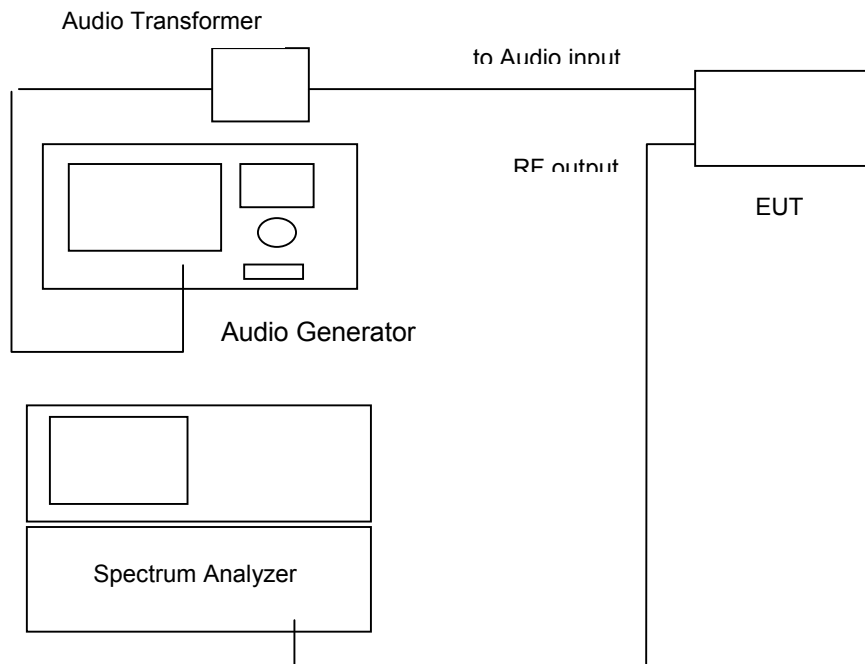 Audio Transformer
to Audio input
RF output
EUT
Audio Generator
Spectrum Analyzer